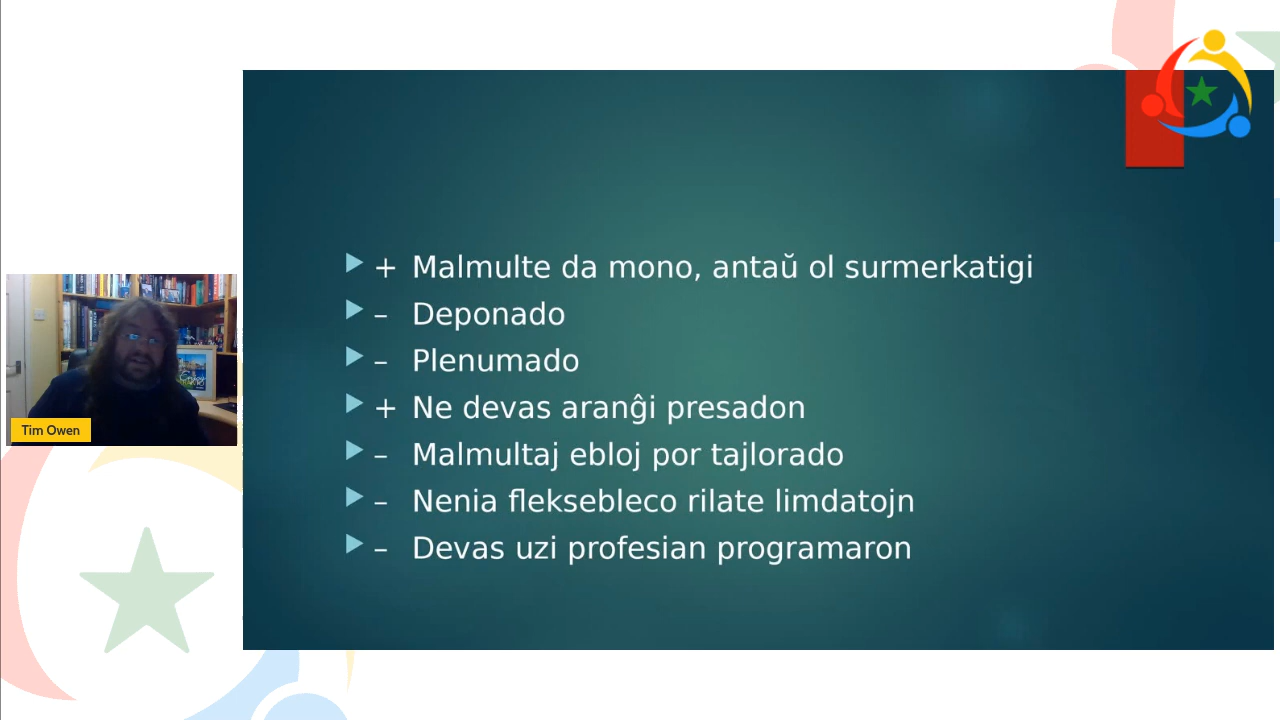 + Malmulte da mono, antaŭ ol surmerkatigi
– Deponado
– Plenumado
+ Ne devas aranĝi presadon
– Malmultaj ebloj por tajlorado
– Nenia fleksebleco rilate limdatojn
– Devas uzi profesian programaron
Tim Owen